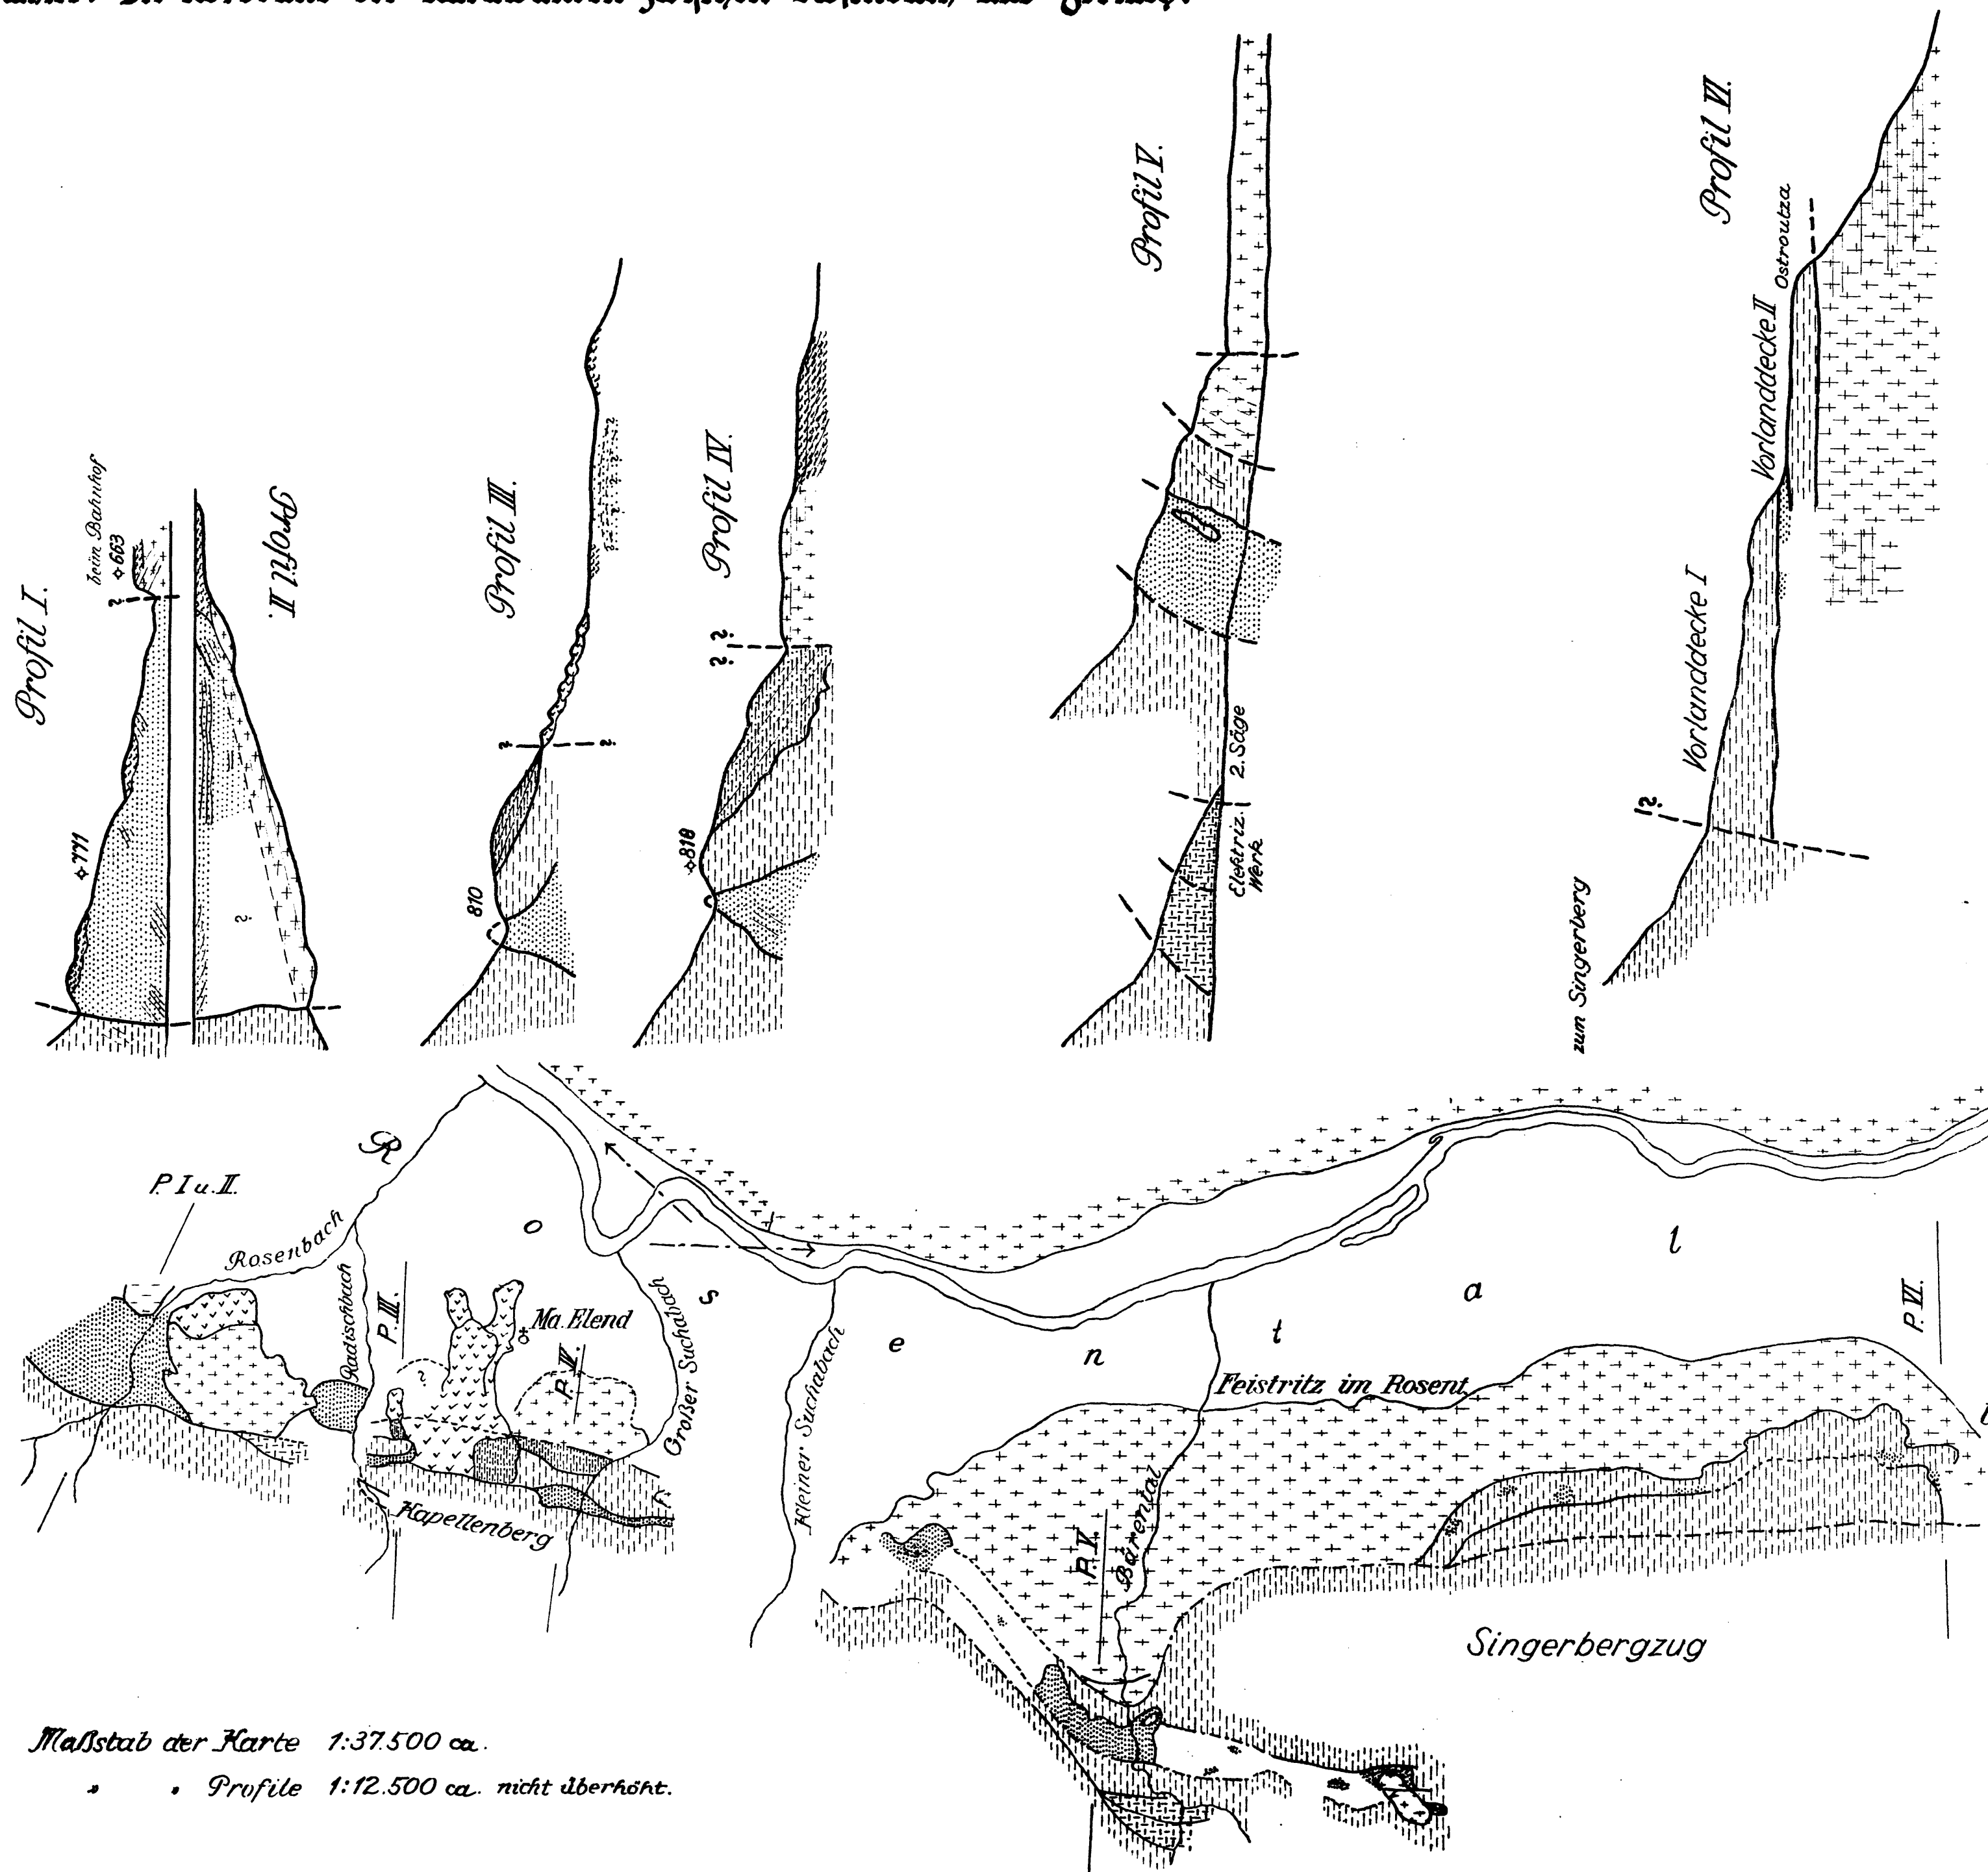 Profil I.
beim Bahnhof
663
?
771
Profil II.
?
Profil III.
? ?
810
Profil IV.
?
?
818
Profil V.
2. Säge
Elektriz.
Werk
Profil VI.
Ostroutza
Vorlanddecke II
Vorlanddecke I
?
zum Singerberg
R o s e n t a l
P. I u. II.
Rosenbach
Radischbach
P. III.
?
Ma. Elend
P. IV.
Großer Suchabach
Kleiner Suchabach
Kapellenberg
Feistritz im Rosent.
P. V.
Bärental
P. VI.
Singerbergzug
Maßstab der Karte 1:37.500 ca.
" " Profile 1:12.500 ca. nicht überhöht.